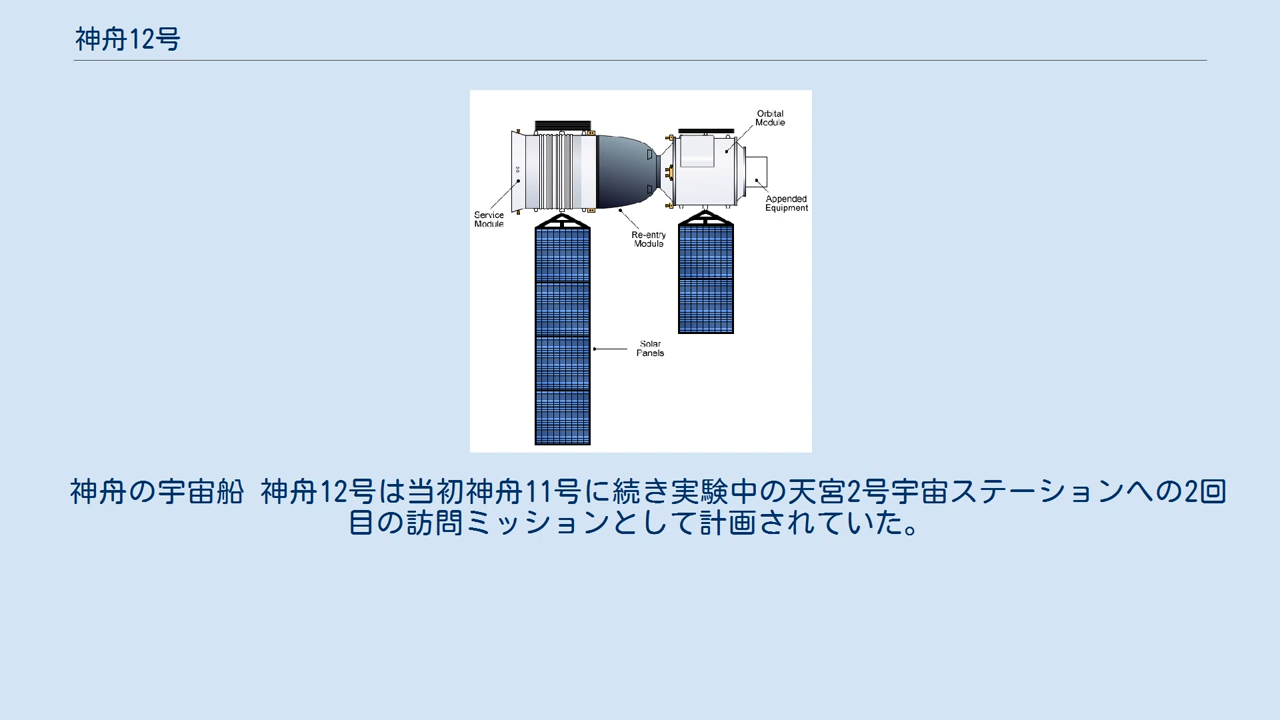 神舟12号
Orbital
Module
Appended
Equipment
Service
Module
Re-entry
Module
Solar
Panels
神舟の宇宙船 神舟12号は当初神舟11号に続き実験中の天宮2号宇宙ステーションへの2回
目の訪問ミッションとして計画されていた。